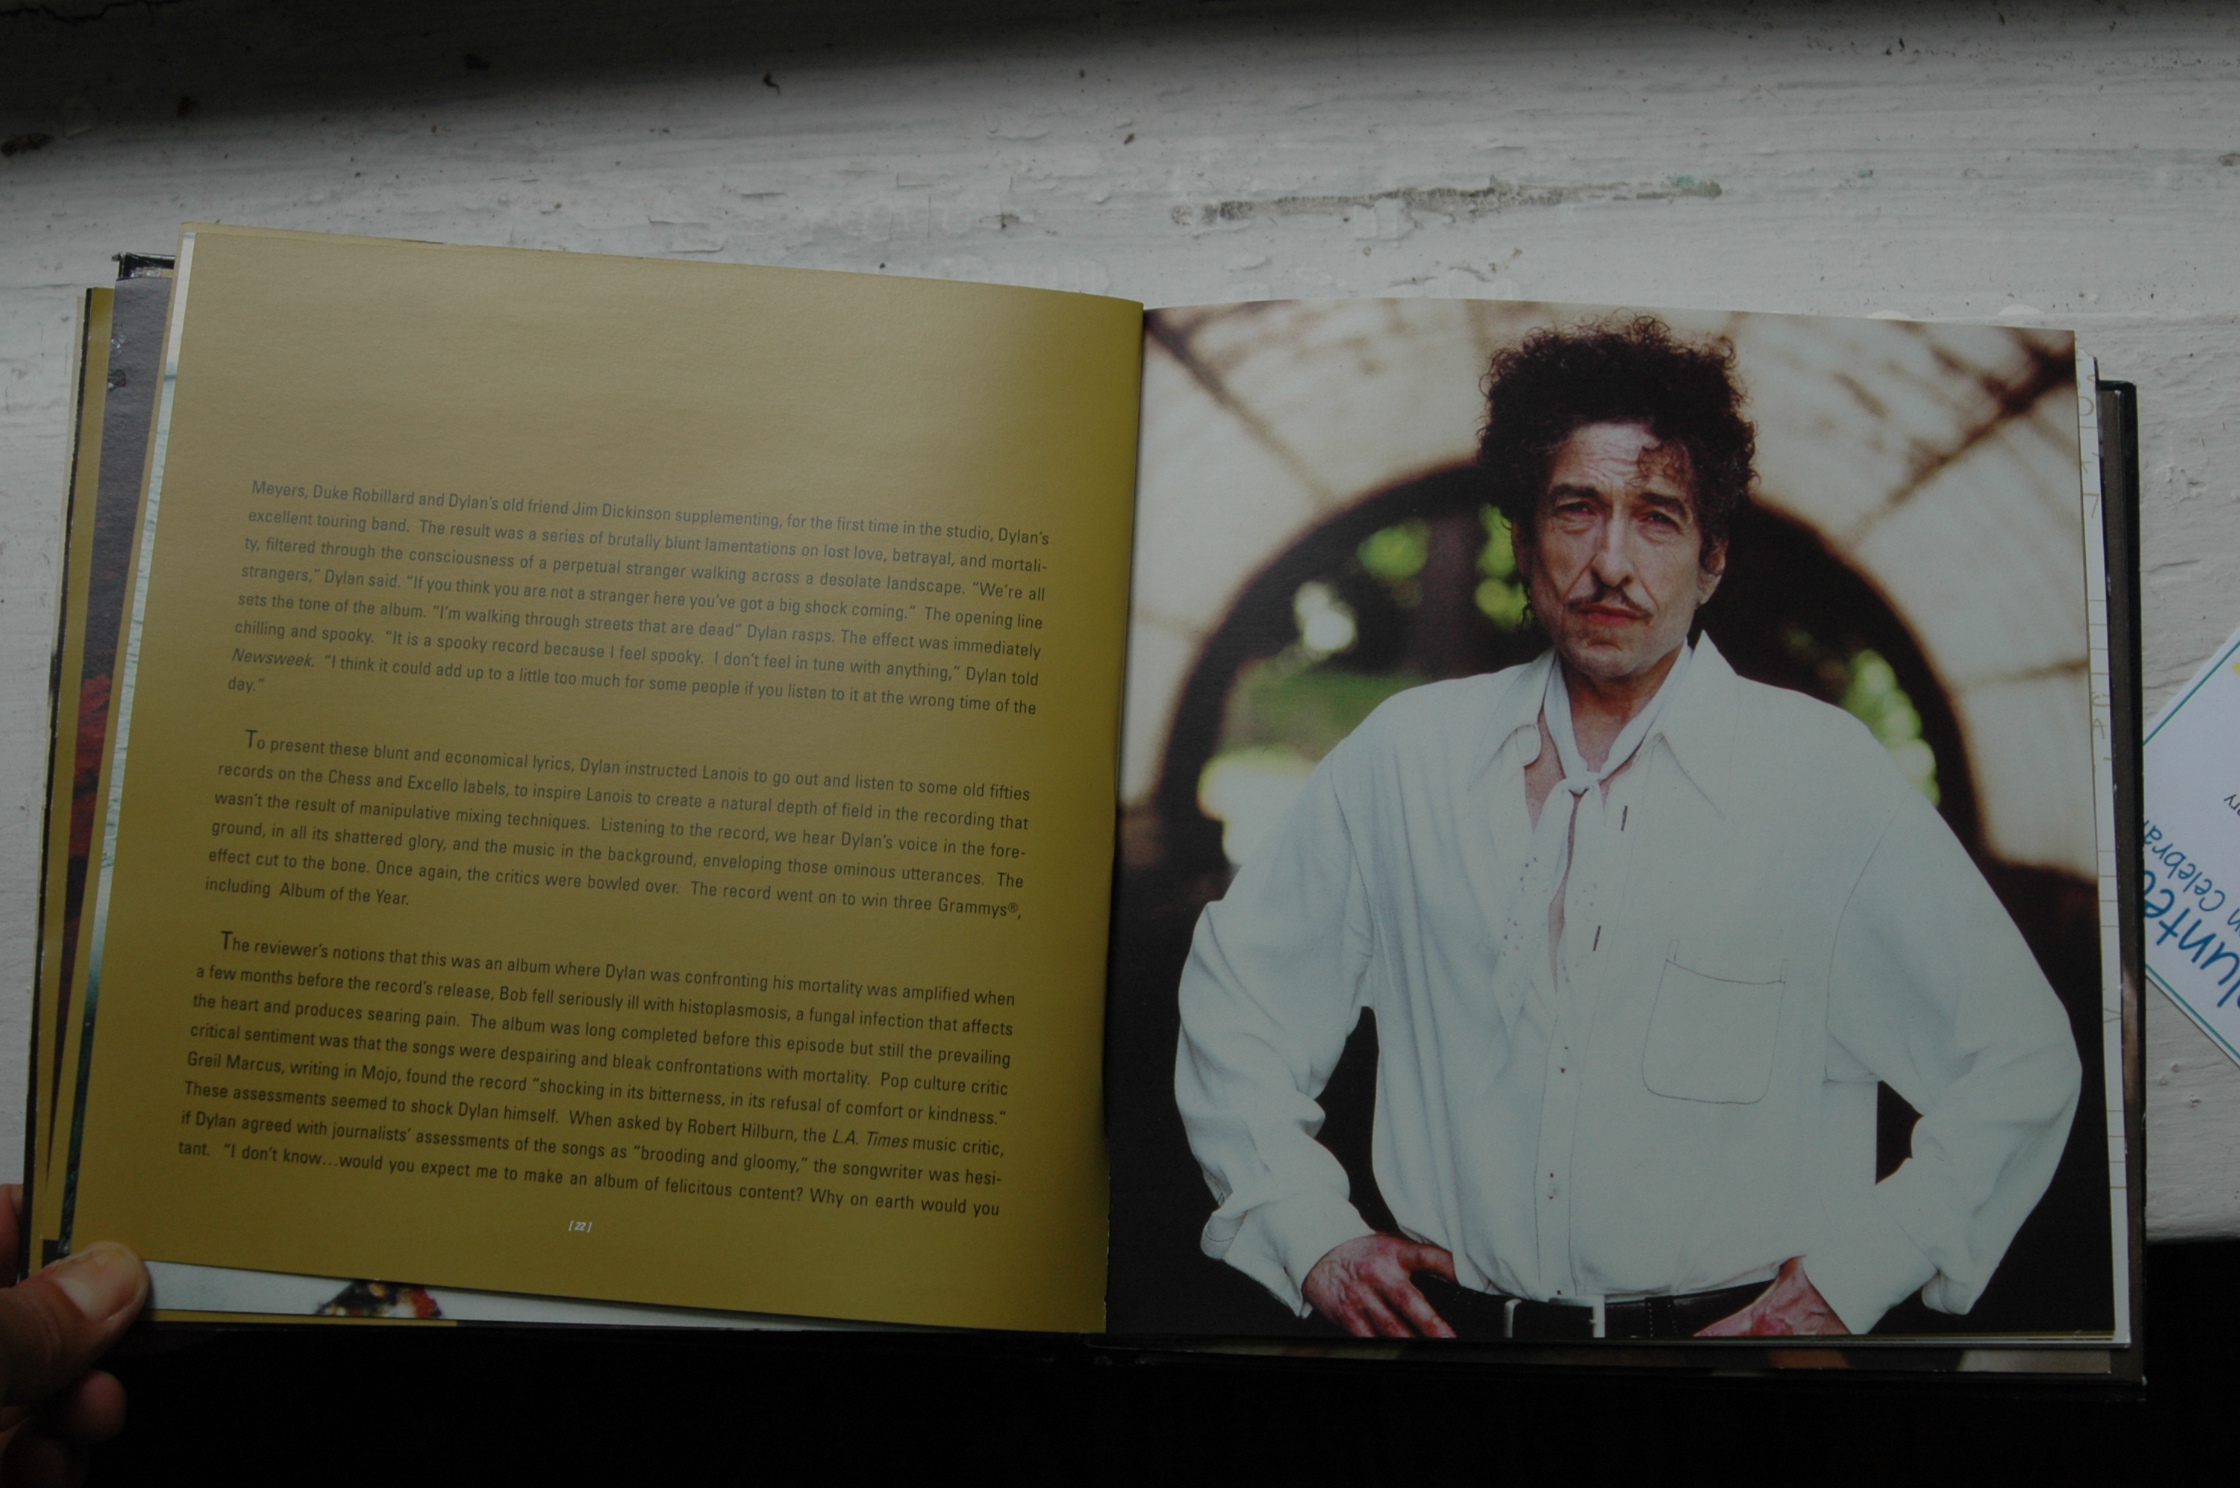 Meyers, Duke Robillard and Dylan's old friend Jim Dickinson supplementing, for the first time in the studio, Dylan's
excellent touring band. The result was a series of brutally blunt lamentations on lost love, betrayal, and mortali-
ty, filtered through the consciousness of a perpetual stranger walking across a desolate landscape. “We're all
strangers,” Dylan said. “If you think you are not a stranger here you've got a big shock coming.” The opening line
sets the tone of the album. “I'm walking through streets that are dead” Dylan rasps. The effect was immediately
chilling and spooky. “It is a spooky record because I feel spooky. I don't feel in tune with anything,” Dylan told
Newsweek. “I think it could add up to a little too much for some people if you listen to it at the wrong time of the
day.”
To present these blunt and economical lyrics, Dylan instructed Lanois to go out and listen to some old fifties
records on the Chess and Excello labels, to inspire Lanois to create a natural depth of field in the recording that
wasn't the result of manipulative mixing techniques. Listening to the record, we hear Dylan's voice in the fore-
ground, in all its shattered glory, and the music in the background, enveloping those ominous utterances. The
effect cut to the bone. Once again, the critics were bowled over. The record went on to win three Grammys®,
including Album of the Year.
The reviewer's notions that this was an album where Dylan was confronting his mortality was amplified when
a few months before the record's release, Bob fell seriously ill with histoplasmosis, a fungal infection that affects
the heart and produces searing pain. The album was long completed before this episode but still the prevailing
critical sentiment was that the songs were despairing and bleak confrontations with mortality. Pop culture critic
Greil Marcus, writing in Mojo, found the record “shocking in its bitterness, in its refusal of comfort or kindness.”
These assessments seemed to shock Dylan himself. When asked by Robert Hilburn, the L.A. Times music critic,
if Dylan agreed with journalists' assessments of the songs as “brooding and gloomy,” the songwriter was hesi-
tant. “I don't know...would you expect me to make an album of felicitous content? Why on earth would you
[ 22 ]